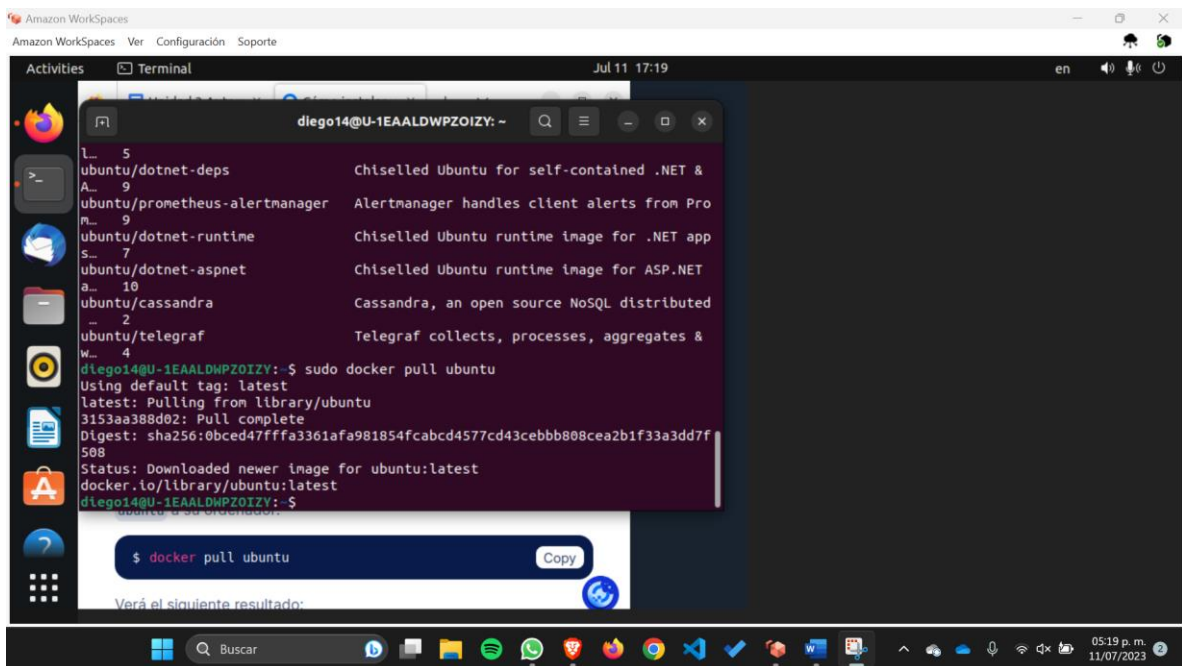 Amazon WorkSpaces
Amazon WorkSpaces Ver Configuración Soporte
Activities Terminal Jul 11 17:19 en
diego14@U-1EAALDWPZOIZY: ~
l… 5
ubuntu/dotnet-deps Chiselled Ubuntu for self-contained .NET &
A… 9
ubuntu/prometheus-alertmanager Alertmanager handles client alerts from Pro
m… 9
ubuntu/dotnet-runtime Chiselled Ubuntu runtime image for .NET app
s… 7
ubuntu/dotnet-aspnet Chiselled Ubuntu runtime image for ASP.NET
a… 10
ubuntu/cassandra Cassandra, an open source NoSQL distributed
… 2
ubuntu/telegraf Telegraf collects, processes, aggregates &
w… 4
diego14@U-1EAALDWPZOIZY:~$ sudo docker pull ubuntu
Using default tag: latest
latest: Pulling from library/ubuntu
3153aa388d02: Pull complete
Digest: sha256:0bced47fffa3361afa981854fcabcd4577cd43cebbb808cea2b1f33a3dd7f
508
Status: Downloaded newer image for ubuntu:latest
docker.io/library/ubuntu:latest
diego14@U-1EAALDWPZOIZY:~$
ubuntu a su ordenador:
$ docker pull ubuntu Copy
Verá el siguiente resultado:
Buscar
05:19 p. m.
11/07/2023 2